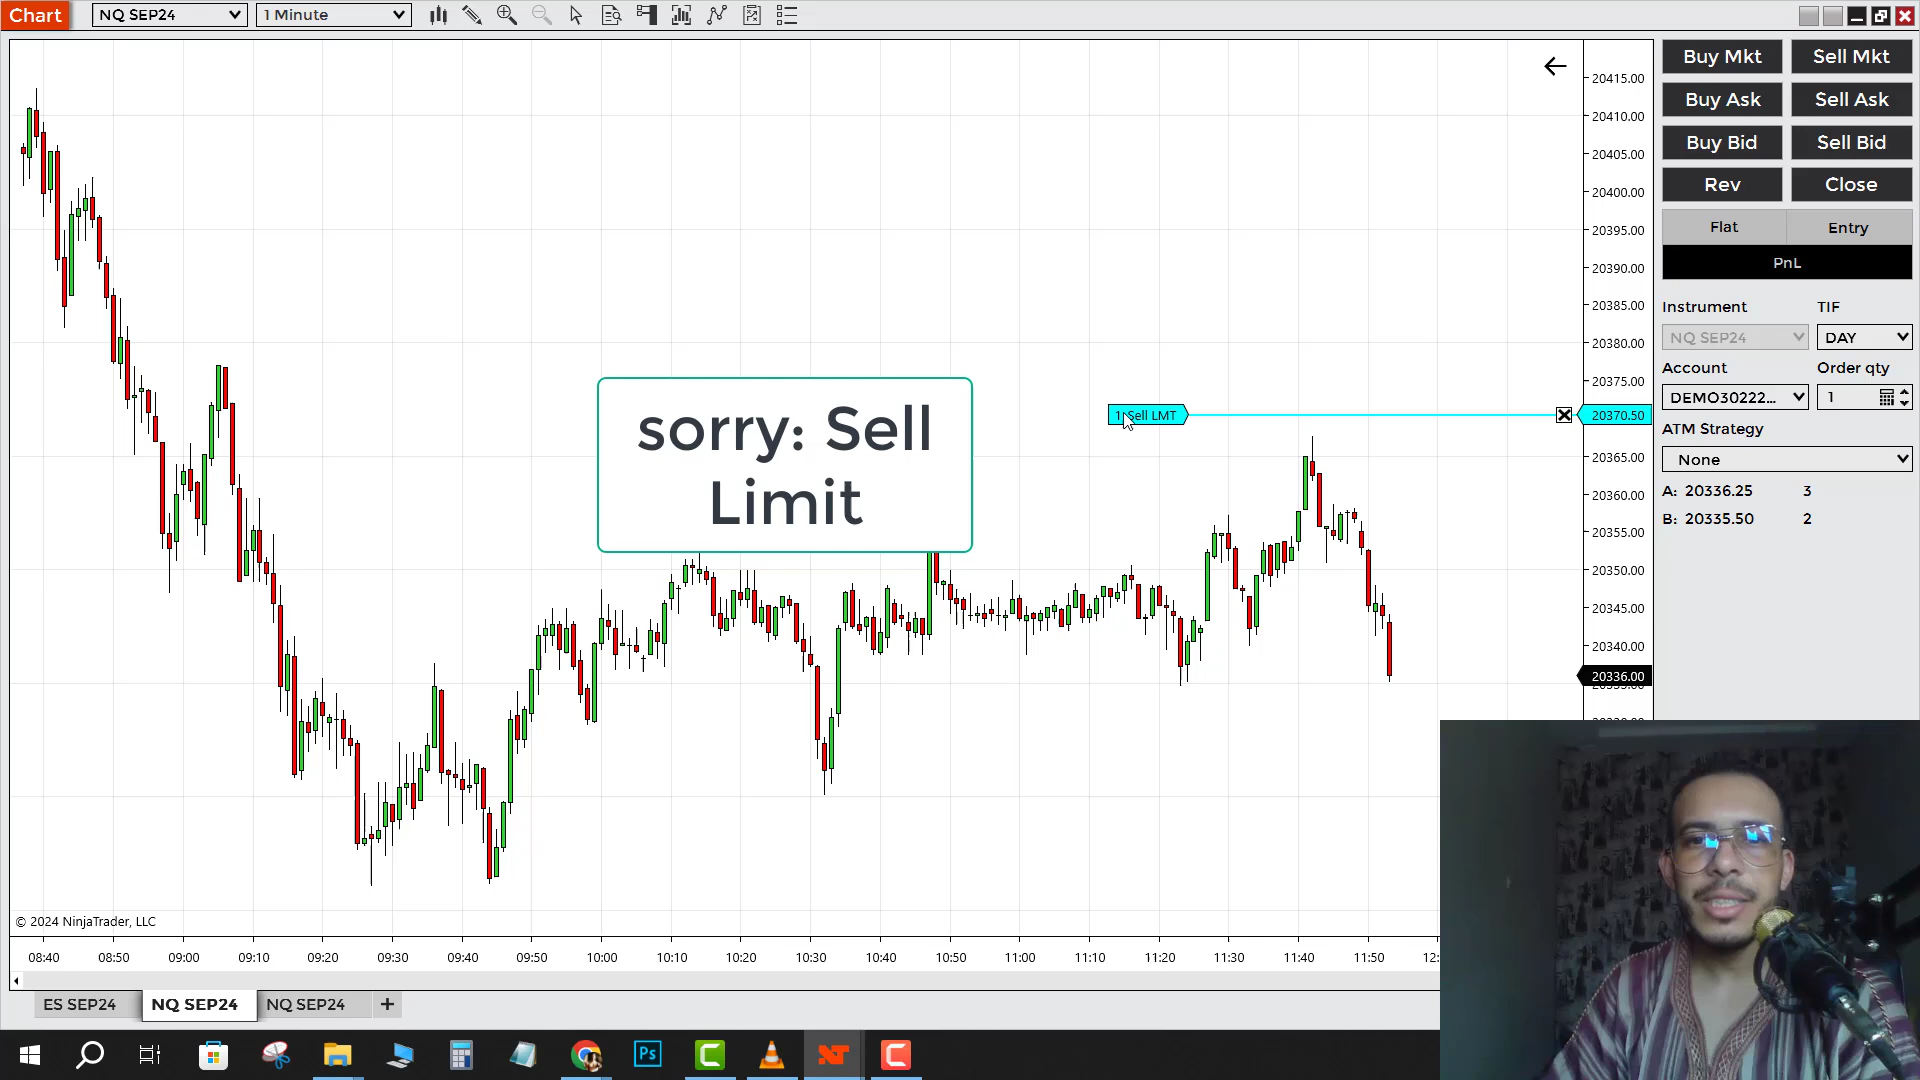 Chart
NQ SEP24
1 Minute
Buy Mkt
Sell Mkt
Buy Ask
Sell Ask
Buy Bid
Sell Bid
Rev
Close
Flat
Entry
PnL
Instrument
TIF
NQ SEP24
DAY
Account
Order qty
DEMO30222...
1
ATM Strategy
None
A: 20336.25 3
B: 20335.50 2
20415.00
20410.00
20405.00
20400.00
20395.00
20390.00
20385.00
20380.00
20375.00
20370.50
20365.00
20360.00
20355.00
20350.00
20345.00
20340.00
20336.00
sorry: Sell
Limit
1 Sell LMT
© 2024 NinjaTrader, LLC
08:40 08:50 09:00 09:10 09:20 09:30 09:40 09:50 10:00 10:10 10:20 10:30 10:40 10:50 11:00 11:10 11:20 11:30 11:40 11:50 12:
ES SEP24
NQ SEP24
NQ SEP24
Ps